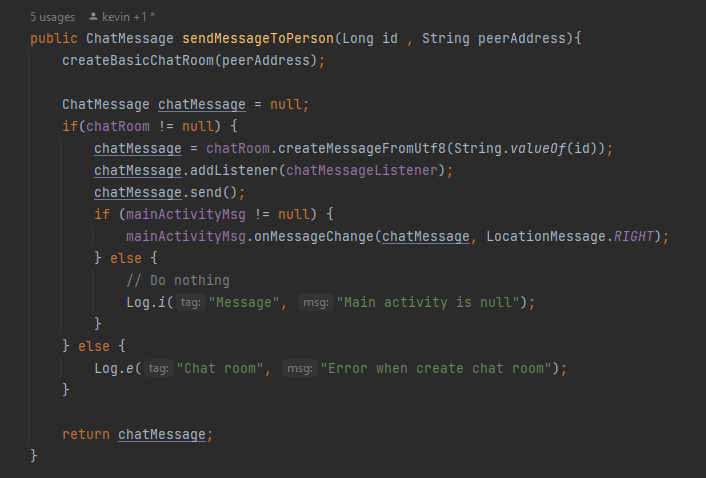 5 usages kevin +1 *
public ChatMessage sendMessageToPerson(Long id , String peerAddress){
createBasicChatRoom(peerAddress);
ChatMessage chatMessage = null;
if(chatRoom != null) {
chatMessage = chatRoom.createMessageFromUtf8(String.valueOf(id));
chatMessage.addListener(chatMessageListener);
chatMessage.send();
if (mainActivityMsg != null) {
mainActivityMsg.onMessageChange(chatMessage, LocationMessage.RIGHT);
} else {
// Do nothing
Log.i( tag: "Message", msg: "Main activity is null");
}
} else {
Log.e( tag: "Chat room", msg: "Error when create chat room");
}
return chatMessage;
}